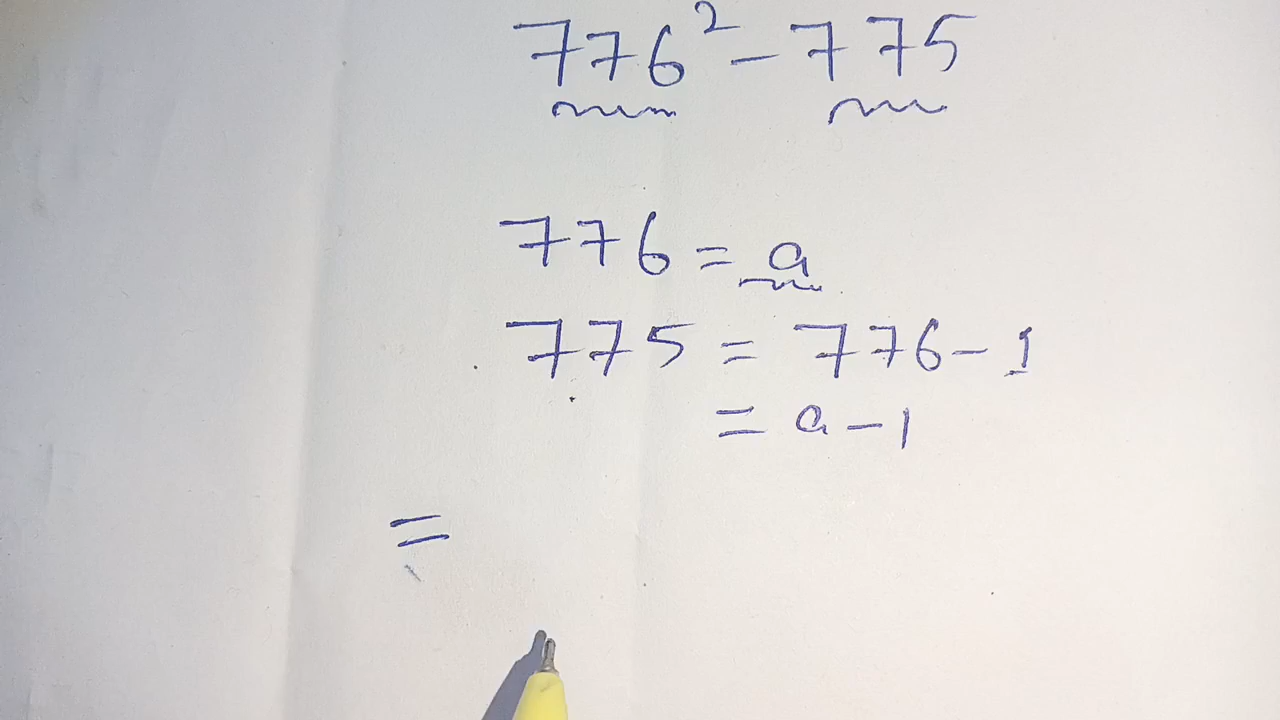 776² - 775
776 = a
775 = 776 - 1
= a - 1
=